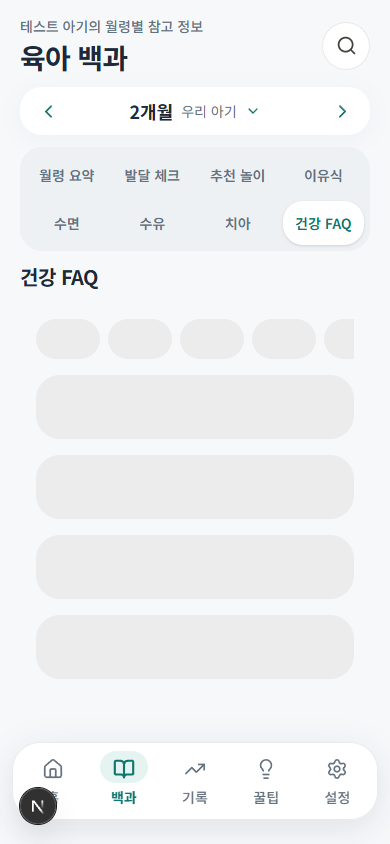 테스트 아기의 월령별 참고 정보
육아 백과
2개월 우리 아기
월령 요약 발달 체크 추천 놀이 이유식
수면 수유 치아 건강 FAQ
건강 FAQ
백과 기록 꿀팁 설정
N